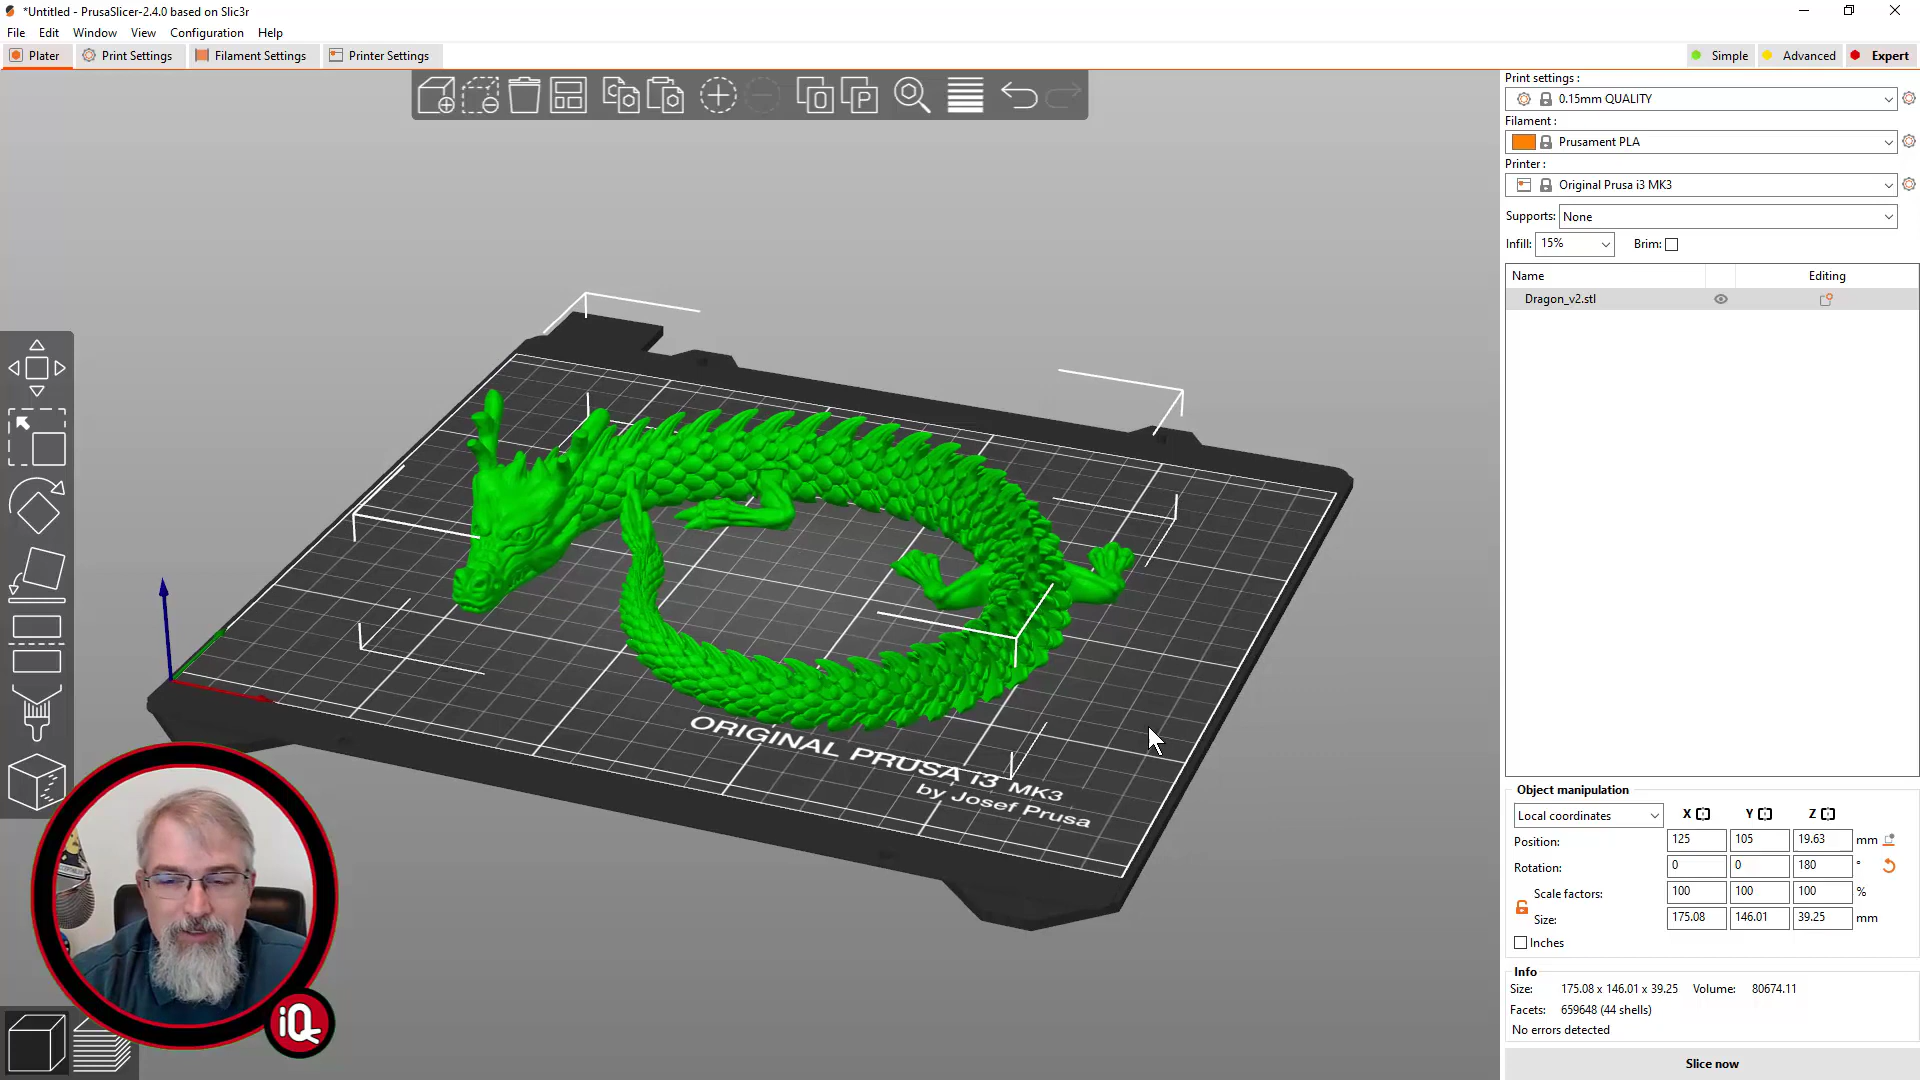 *Untitled - PrusaSlicer-2.4.0 based on Slic3r
File Edit Window View Configuration Help
Plater Print Settings Filament Settings Printer Settings
Simple Advanced Expert
Print settings :
0.15mm QUALITY
Filament :
Prusament PLA
Printer :
Original Prusa i3 MK3
Supports: None
Infill: 15% Brim:
Name Editing
Dragon_v2.stl
ORIGINAL PRUSA i3 MK3
by Josef Prusa
Object manipulation
Local coordinates X Y Z
Position: 125 105 19.63 mm
Rotation: 0 0 180 °
Scale factors: 100 100 100 %
Size: 175.08 146.01 39.25 mm
Inches
Info
Size: 175.08 x 146.01 x 39.25 Volume: 80674.11
Facets: 659648 (44 shells)
No errors detected
Slice now
iQ